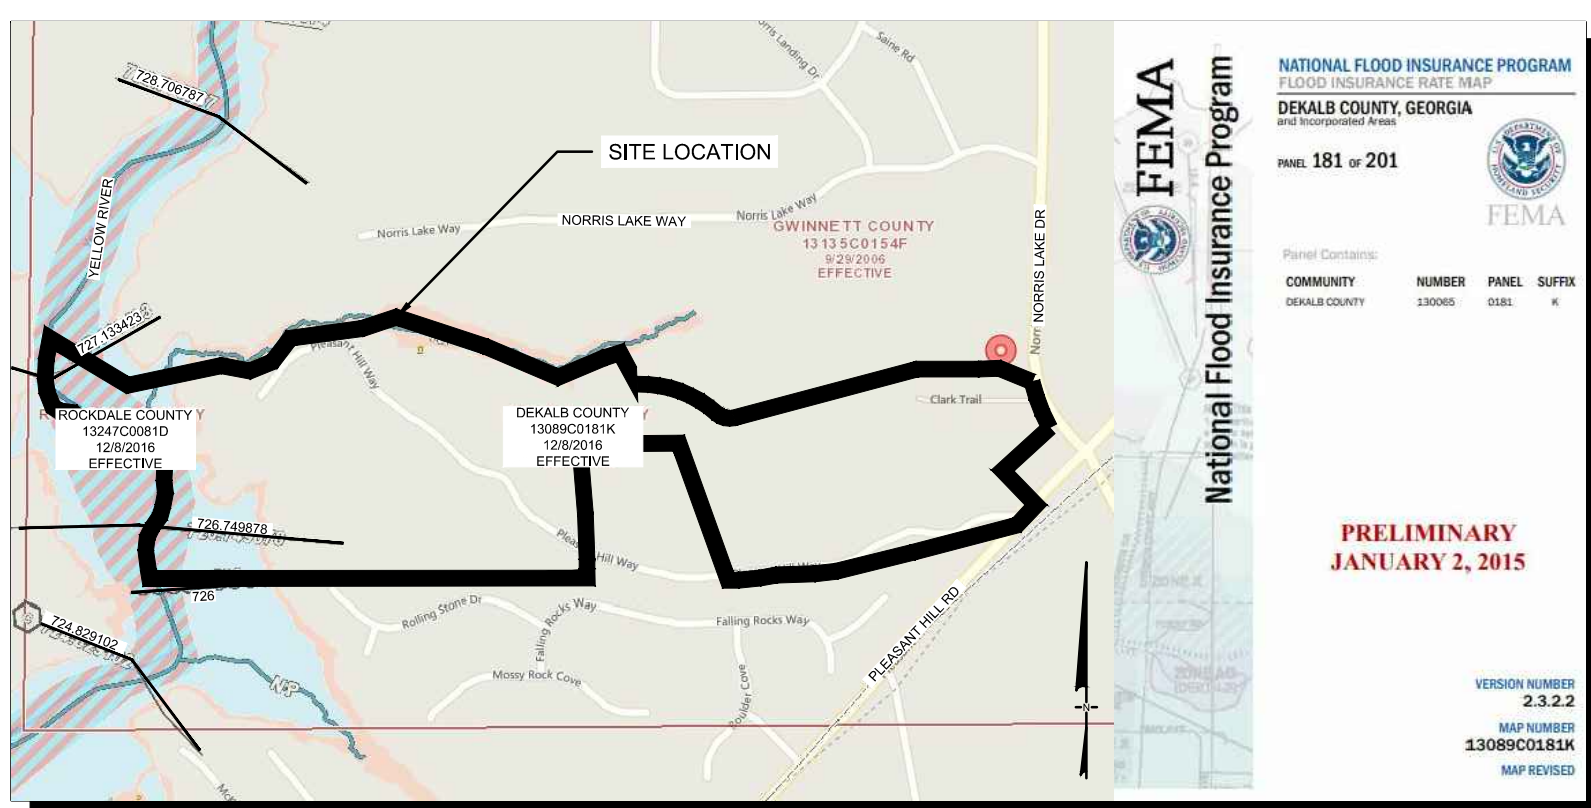 728.706787
YELLOW RIVER
SITE LOCATION
Norris Landing Dr
Saine Rd
Norris Lake Way
NORRIS LAKE WAY
Norris Lake Way
GWINNETT COUNTY
13135C0154F
9/29/2006
EFFECTIVE
NORRIS LAKE DR
727.133423
Pleasant Hill Way
ROCKDALE COUNTY
13247C0081D
12/8/2016
EFFECTIVE
DEKALB COUNTY
13089C0181K
12/8/2016
EFFECTIVE
Clark Trail
726.749878
Pleasant Hill Way
726
724.829102
Rolling Stone Dr
Falling Rocks Way
Falling Rocks Way
Mossy Rock Cove
Boulder Cove
PLEASANT HILL RD
NP
N
FEMA
National Flood Insurance Program
NATIONAL FLOOD INSURANCE PROGRAM
FLOOD INSURANCE RATE MAP
DEKALB COUNTY, GEORGIA
and Incorporated Areas
PANEL 181 OF 201
FEMA
Panel Contains:
COMMUNITY NUMBER PANEL SUFFIX
DEKALB COUNTY 130065 0181 K
PRELIMINARY
JANUARY 2, 2015
VERSION NUMBER
2.3.2.2
MAP NUMBER
13089C0181K
MAP REVISED